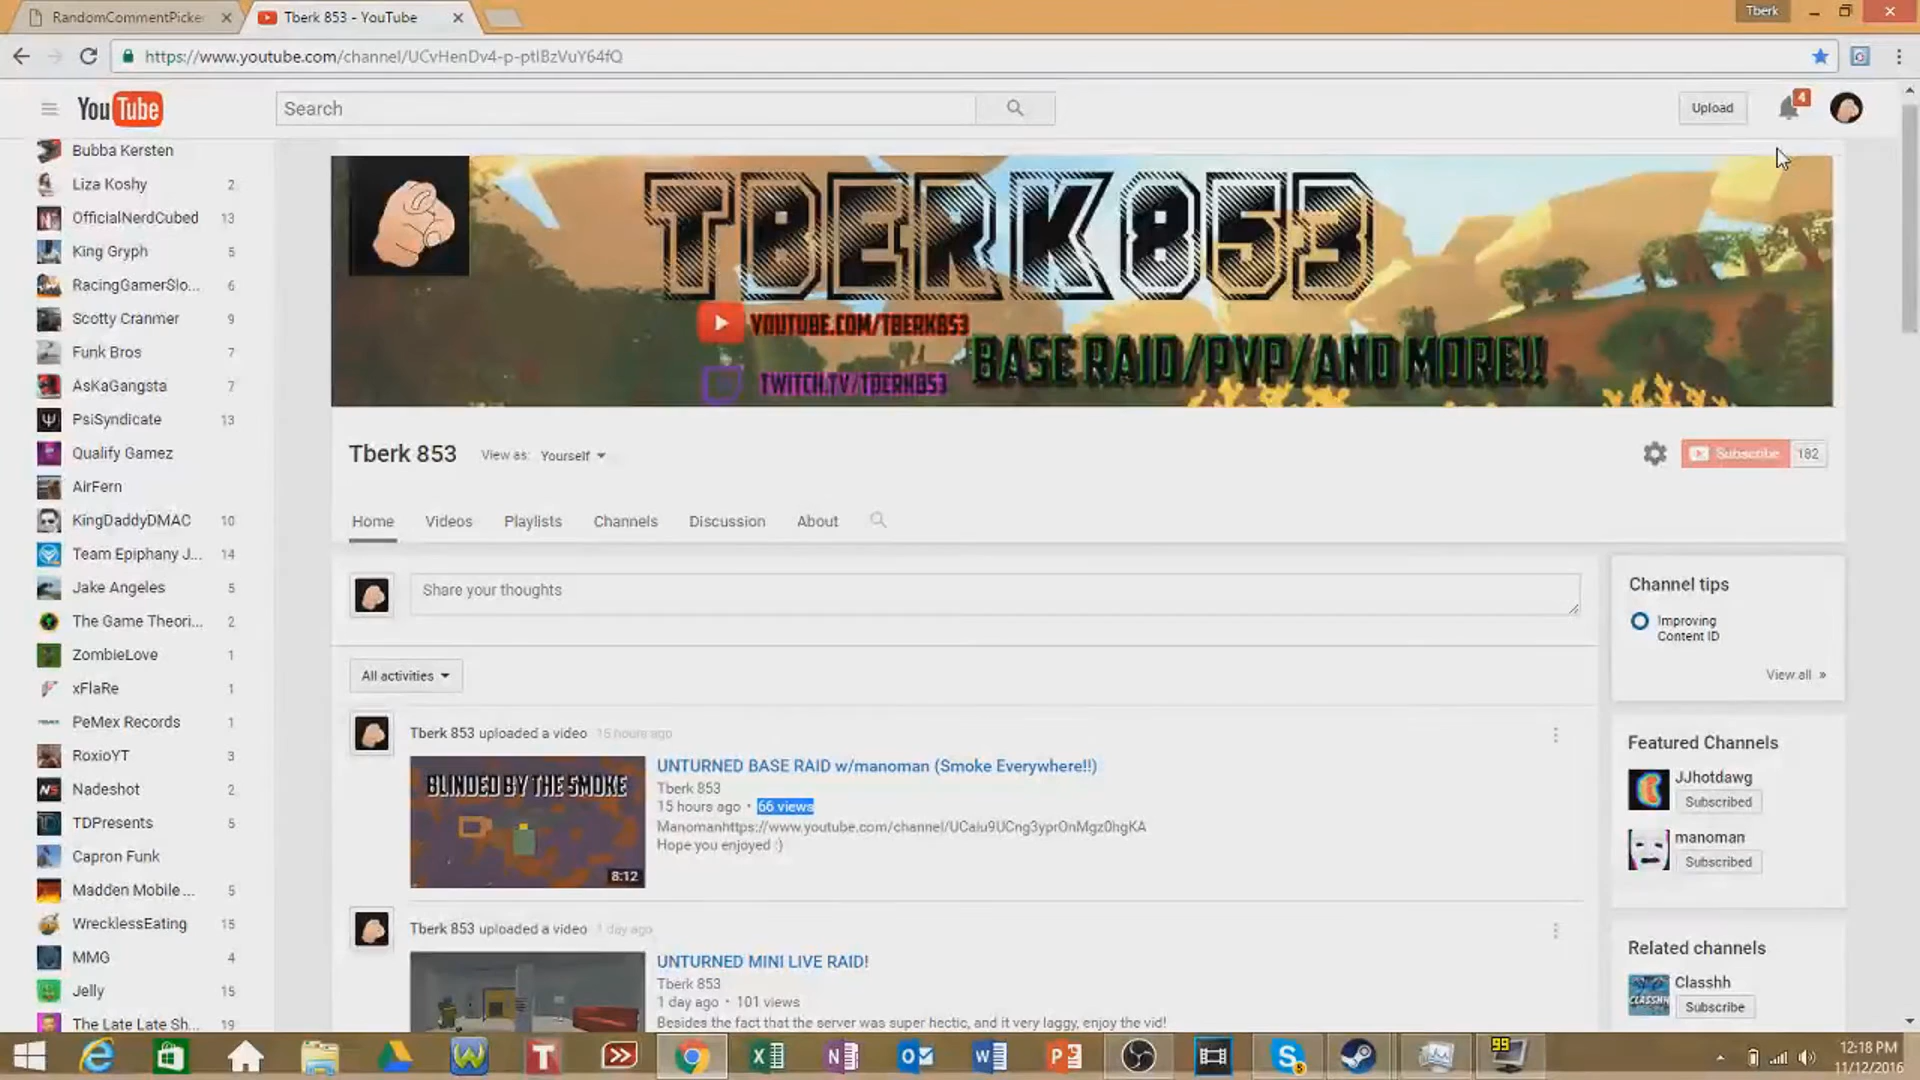 RandomCommentPicke
Tberk 853 - YouTube
Tberk
https://www.youtube.com/channel/UCvHenDv4-p-ptIBzVuY64fQ
YouTube
Search
Upload
4
Bubba Kersten
Liza Koshy 2
OfficialNerdCubed 13
King Gryph 5
RacingGamerSlo... 6
Scotty Cranmer 9
Funk Bros 7
AsKaGangsta 7
PsiSyndicate 13
Qualify Gamez
AirFern
KingDaddyDMAC 10
Team Epiphany J... 14
Jake Angeles 5
The Game Theori... 2
ZombieLove 1
xFlaRe 1
PeMex Records 1
RoxioYT 3
Nadeshot 2
TDPresents 5
Capron Funk
Madden Mobile ... 5
WrecklessEating 15
MMG 4
Jelly 15
The Late Late Sh... 19
TBERK853
YOUTUBE.COM/TBERK853
TWITCH.TV/TBERK853
BASE RAID/PVP/AND MORE!!
Tberk 853 View as: Yourself
Subscribe 182
Home Videos Playlists Channels Discussion About
Share your thoughts
All activities
Tberk 853 uploaded a video 15 hours ago
BLINDED BY THE SMOKE
8:12
UNTURNED BASE RAID w/manoman (Smoke Everywhere!!)
Tberk 853
15 hours ago • 66 views
Manomanhttps://www.youtube.com/channel/UCaIu9UCng3yprOnMgz0hgKA
Hope you enjoyed :)
Tberk 853 uploaded a video 1 day ago
UNTURNED MINI LIVE RAID!
Tberk 853
1 day ago • 101 views
Besides the fact that the server was super hectic, and it very laggy, enjoy the vid!
Channel tips
Improving
Content ID
View all »
Featured Channels
JJhotdawg
Subscribed
manoman
Subscribed
Related channels
CLASSHH
Classhh
Subscribe
99
12:18 PM
11/12/2016